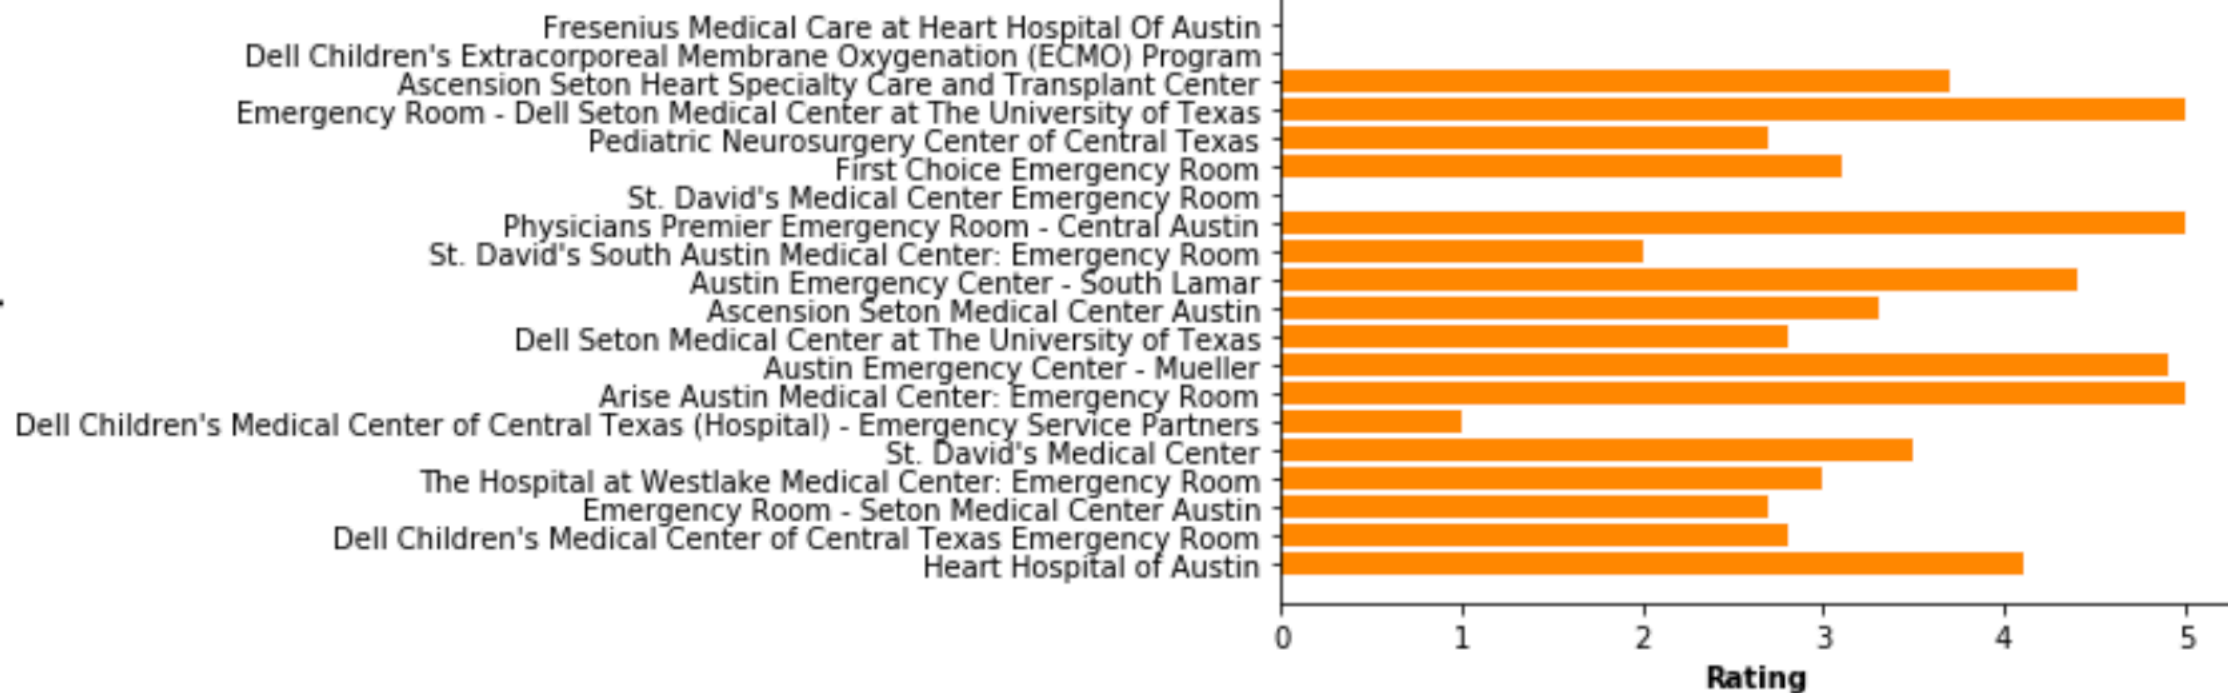 Fresenius Medical Care at Heart Hospital Of Austin
Dell Children's Extracorporeal Membrane Oxygenation (ECMO) Program
Ascension Seton Heart Specialty Care and Transplant Center
Emergency Room - Dell Seton Medical Center at The University of Texas
Pediatric Neurosurgery Center of Central Texas
First Choice Emergency Room
St. David's Medical Center Emergency Room
Physicians Premier Emergency Room - Central Austin
St. David's South Austin Medical Center: Emergency Room
Austin Emergency Center - South Lamar
Ascension Seton Medical Center Austin
Dell Seton Medical Center at The University of Texas
Austin Emergency Center - Mueller
Arise Austin Medical Center: Emergency Room
Dell Children's Medical Center of Central Texas (Hospital) - Emergency Service Partners
St. David's Medical Center
The Hospital at Westlake Medical Center: Emergency Room
Emergency Room - Seton Medical Center Austin
Dell Children's Medical Center of Central Texas Emergency Room
Heart Hospital of Austin
0 1 2 3 4 5
Rating